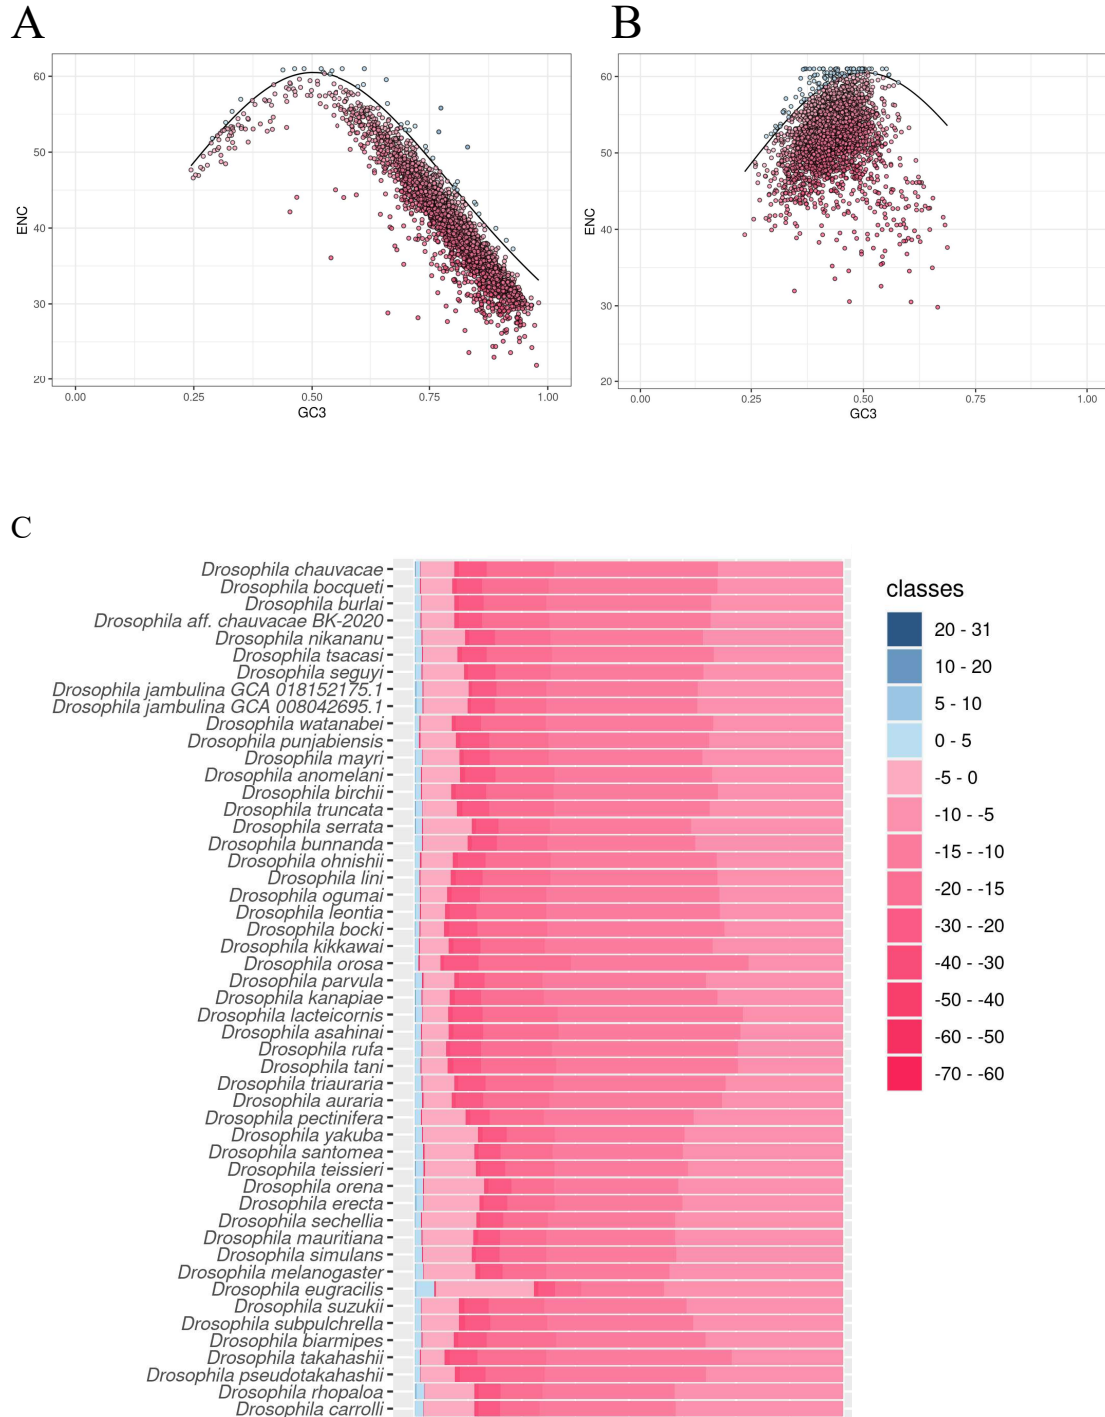 A
B
60
50
40
30
20
ENC
0.00
0.25
0.50
0.75
1.00
GC3
60
50
40
30
20
ENC
0.00
0.25
0.50
0.75
1.00
GC3
C
Drosophila chauvacae
Drosophila bocqueti
Drosophila burlai
Drosophila aff. chauvacae BK-2020
Drosophila nikananu
Drosophila tsacasi
Drosophila seguyi
Drosophila jambulina GCA 018152175.1
Drosophila jambulina GCA 008042695.1
Drosophila watanabei
Drosophila punjabiensis
Drosophila mayri
Drosophila anomelani
Drosophila birchii
Drosophila truncata
Drosophila serrata
Drosophila bunnanda
Drosophila ohnishii
Drosophila lini
Drosophila ogumai
Drosophila leontia
Drosophila bocki
Drosophila kikkawai
Drosophila orosa
Drosophila parvula
Drosophila kanapiae
Drosophila lacteicornis
Drosophila asahinai
Drosophila rufa
Drosophila tani
Drosophila triauraria
Drosophila auraria
Drosophila pectinifera
Drosophila yakuba
Drosophila santomea
Drosophila teissieri
Drosophila orena
Drosophila erecta
Drosophila sechellia
Drosophila mauritiana
Drosophila simulans
Drosophila melanogaster
Drosophila eugracilis
Drosophila suzukii
Drosophila subpulchrella
Drosophila biarmipes
Drosophila takahashii
Drosophila pseudotakahashii
Drosophila rhopaloa
Drosophila carrolli
classes
20 - 31
10 - 20
5 - 10
0 - 5
-5 - 0
-10 - -5
-15 - -10
-20 - -15
-30 - -20
-40 - -30
-50 - -40
-60 - -50
-70 - -60